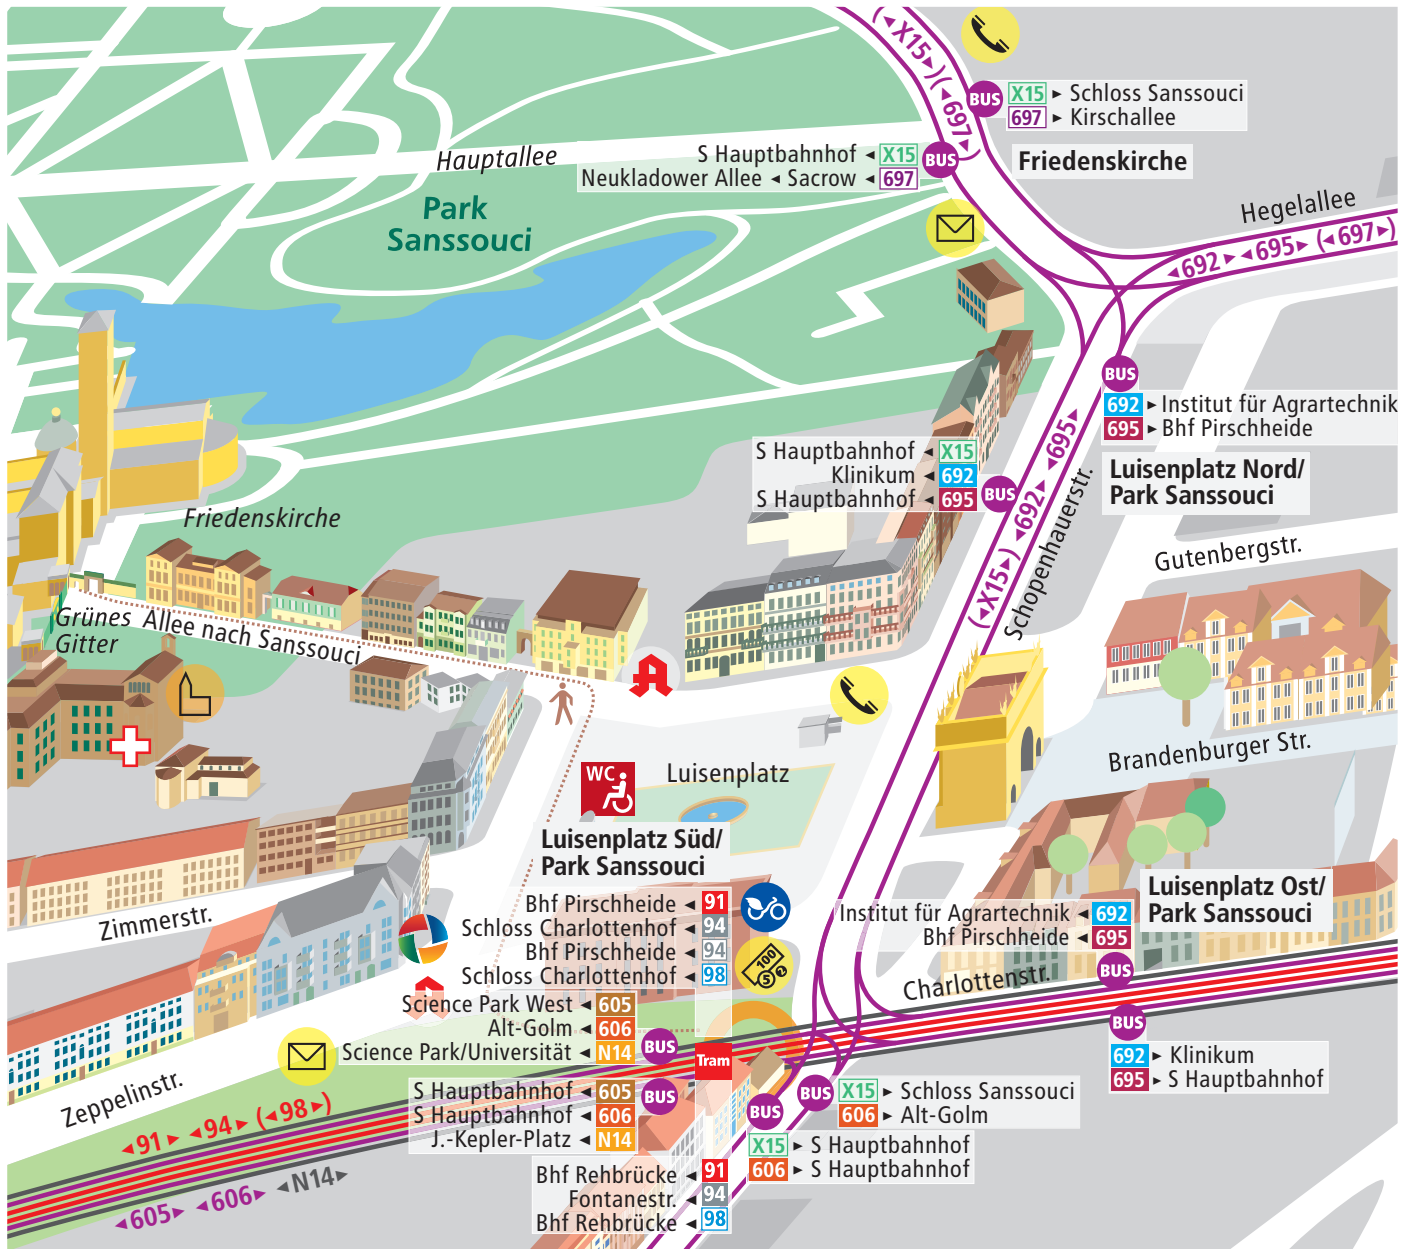 (◄X15►)(◄697►)
BUS X15 ► Schloss Sanssouci
697 ► Kirschallee
Hauptallee
S Hauptbahnhof ◄ X15 BUS
Neukladower Allee ◄ Sacrow ◄ 697
Friedenskirche
Park
Sanssouci
Hegelallee
◄692►◄695► (◄697►)
BUS
692 ► Institut für Agrartechnik
695 ► Bhf Pirschheide
S Hauptbahnhof ◄ X15
Klinikum ◄ 692
S Hauptbahnhof ◄ 695
BUS
Luisenplatz Nord/
Park Sanssouci
(◄X15►) ◄692► ◄695►
Schopenhauerstr.
Friedenskirche
Gutenbergstr.
Grünes
Gitter
Allee nach Sanssouci
Brandenburger Str.
WC
Luisenplatz
Luisenplatz Süd/
Park Sanssouci
Bhf Pirschheide ◄ 91
Schloss Charlottenhof ◄ 94
Bhf Pirschheide ◄ 94
Schloss Charlottenhof ◄ 98
100
$
€
Luisenplatz Ost/
Park Sanssouci
Institut für Agrartechnik ◄ 692
Bhf Pirschheide ◄ 695
BUS
Zimmerstr.
Charlottenstr.
Science Park West ◄ 605
Alt-Golm ◄ 606
Science Park/Universität ◄ N14
BUS
Tram
BUS
692 ► Klinikum
695 ► S Hauptbahnhof
S Hauptbahnhof ◄ 605
S Hauptbahnhof ◄ 606
J.-Kepler-Platz ◄ N14
BUS
BUS X15 ► Schloss Sanssouci
606 ► Alt-Golm
BUS
X15 ► S Hauptbahnhof
606 ► S Hauptbahnhof
Zeppelinstr.
◄91► ◄94► (◄98►)
◄605► ◄606► ◄N14►
Bhf Rehbrücke ◄ 91
Fontanestr. ◄ 94
Bhf Rehbrücke ◄ 98